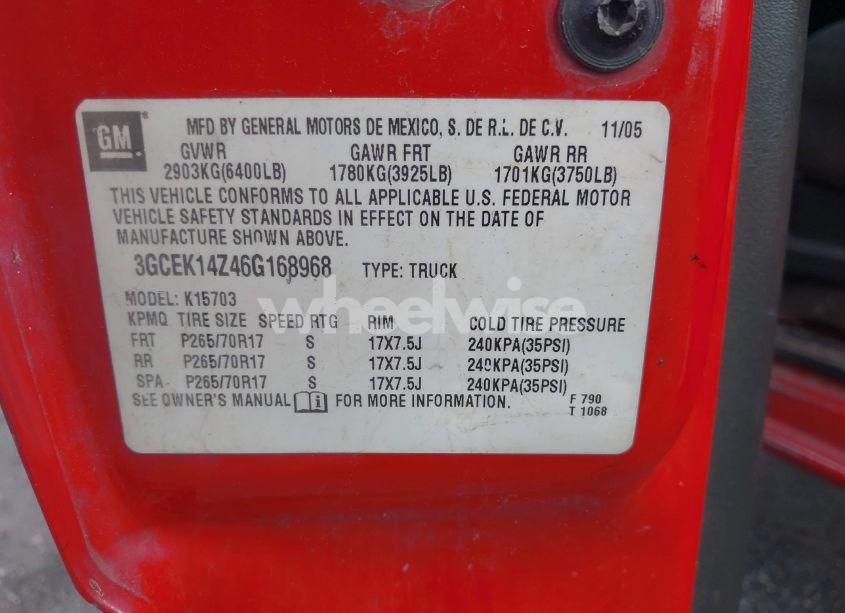 GM MFD BY GENERAL MOTORS DE MEXICO, S. DE R.L. DE C.V. 11/05
GVWR GAWR FRT GAWR RR
2903KG(6400LB) 1780KG(3925LB) 1701KG(3750LB)
THIS VEHICLE CONFORMS TO ALL APPLICABLE U.S. FEDERAL MOTOR
VEHICLE SAFETY STANDARDS IN EFFECT ON THE DATE OF
MANUFACTURE SHOWN ABOVE.
3GCEK14Z46G168968 TYPE: TRUCK
MODEL: K15703
wheelwise
KPMQ TIRE SIZE SPEED RTG RIM COLD TIRE PRESSURE
FRT P265/70R17 S 17X7.5J 240KPA(35PSI)
RR P265/70R17 S 17X7.5J 240KPA(35PSI)
SPA P265/70R17 S 17X7.5J 240KPA(35PSI)
SEE OWNER'S MANUAL FOR MORE INFORMATION. F 790
T 1068